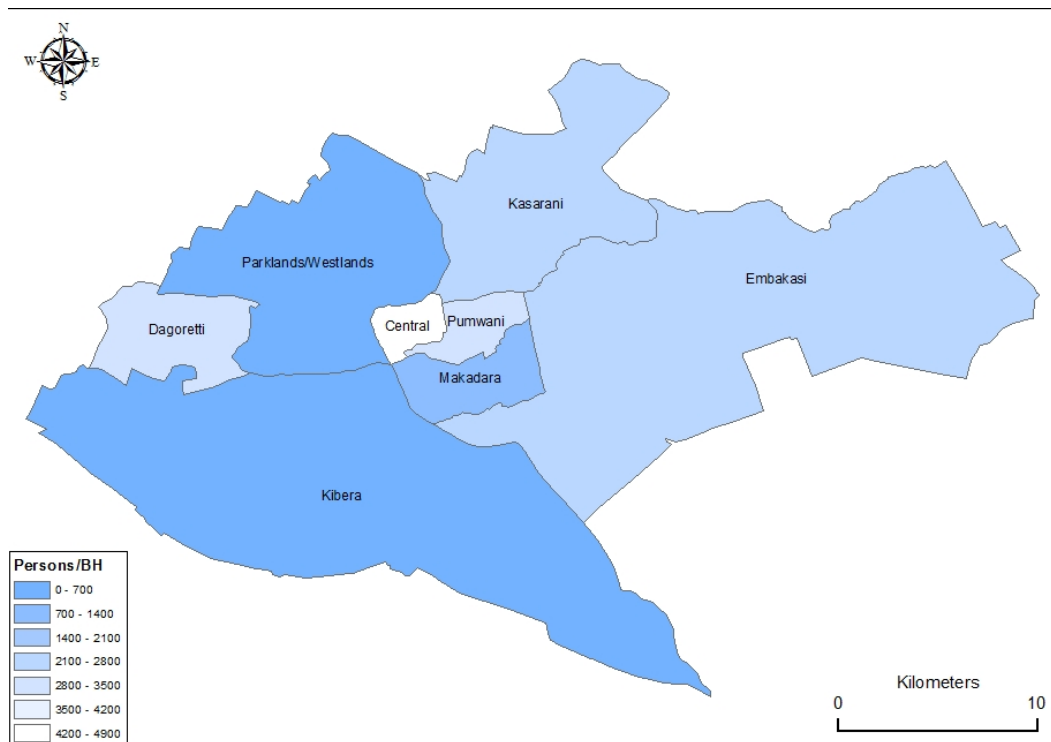 N
W E
S
Kasarani
Parklands/Westlands
Embakasi
Dagoretti
Central
Pumwani
Makadara
Kibera
Persons/BH
0 - 700
700 - 1400
1400 - 2100
2100 - 2800
2800 - 3500
3500 - 4200
4200 - 4900
Kilometers
0 10